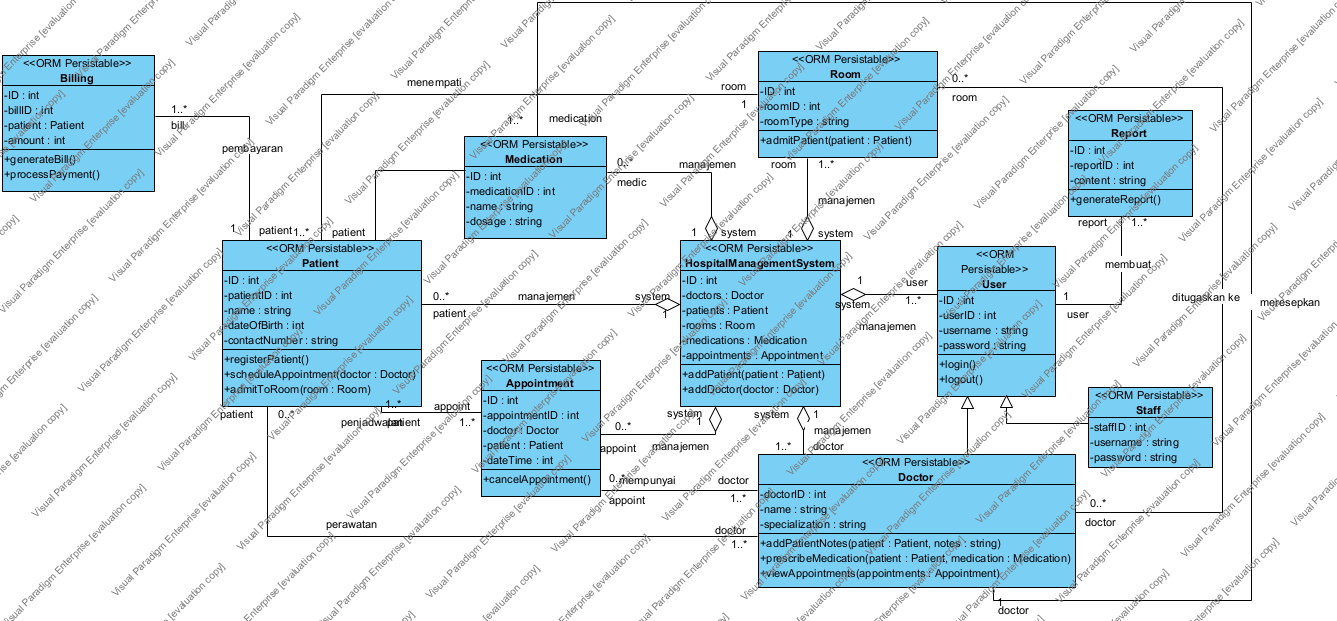 <<ORM Persistable>>
Billing
-ID : int
-billID : int
-patient : Patient
-amount : int
+generateBill()
+processPayment()
1..*
bill
pembayaran
1
patient
menempati
room
1
1..*
patient
<<ORM Persistable>>
Room
-ID : int
-roomID : int
-roomType : string
+admitPatient(patient : Patient)
0..*
room
room
1..*
manajemen
1
system
1..*
medication
<<ORM Persistable>>
Medication
-ID : int
-medicationID : int
-name : string
-dosage : string
0..*
medic
manajemen
1
system
<<ORM Persistable>>
Report
-ID : int
-reportID : int
-content : string
+generateReport()
report
1..*
membuat
1
user
<<ORM Persistable>>
Patient
-ID : int
-patientID : int
-name : string
-dateOfBirth : int
-contactNumber : string
+registerPatient()
+scheduleAppointment(doctor : Doctor)
+admitToRoom(room : Room)
0..*
patient
manajemen
system
1
<<ORM Persistable>>
HospitalManagementSystem
-ID : int
-doctors : Doctor
-patients : Patient
-rooms : Room
-medications : Medication
-appointments : Appointment
+addPatient(patient : Patient)
+addDoctor(doctor : Doctor)
1
system
user
1..*
manajemen
<<ORM
Persistable>>
User
-ID : int
-userID : int
-username : string
-password : string
+login()
+logout()
ditugaskan ke
meresepkan
<<ORM Persistable>>
Appointment
-ID : int
-appointmentID : int
-doctor : Doctor
-patient : Patient
-dateTime : int
+cancelAppointment()
patient
0..*
1..*
patient
penjadwalan
appoint
1..*
system
1
0..*
appoint
manajemen
system
1
manajemen
1..*
doctor
0..*
appoint
mempunyai
doctor
1..*
<<ORM Persistable>>
Staff
-staffID : int
-username : string
-password : string
<<ORM Persistable>>
Doctor
-doctorID : int
-name : string
-specialization : string
+addPatientNotes(patient : Patient, notes : string)
+prescribeMedication(patient : Patient, medication : Medication)
+viewAppointments(appointments : Appointment)
0..*
doctor
perawatan
doctor
1..*
1
doctor
Visual Paradigm Enterprise [evaluation copy]